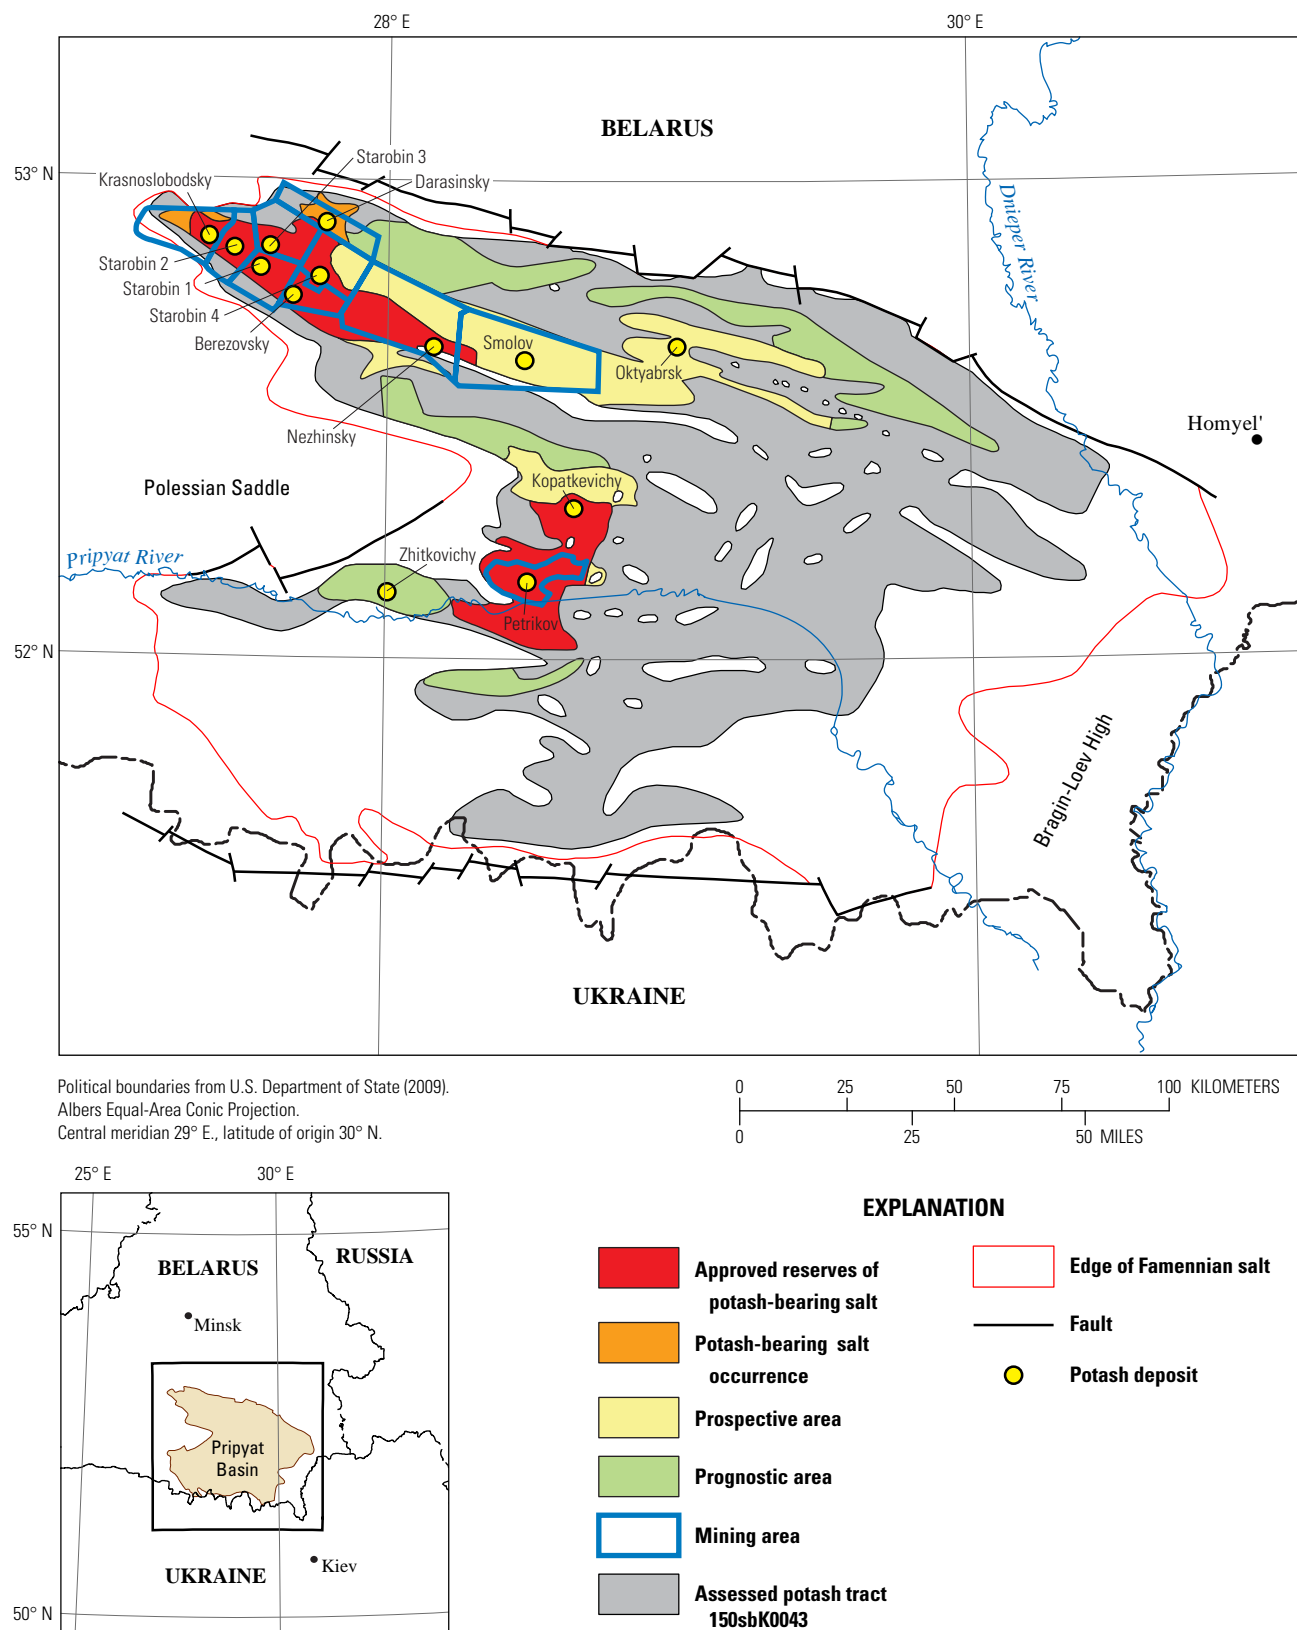 28° E
30° E
BELARUS
53° N
Starobin 3
Krasnoslobodsky
Darasinsky
Dnieper River
Starobin 2
Starobin 1
Starobin 4
Berezovsky
Smolov
Oktyabrsk
Nezhinsky
Homyel'
Kopatkevichy
Polessian Saddle
Pripyat River
Zhitkovichy
Petrikov
52° N
Bragin-Loev High
UKRAINE
Political boundaries from U.S. Department of State (2009).
Albers Equal-Area Conic Projection.
Central meridian 29° E., latitude of origin 30° N.
0 25 50 75 100 KILOMETERS
0 25 50 MILES
25° E 30° E
55° N
BELARUS
RUSSIA
Minsk
Pripyat
Basin
UKRAINE
Kiev
50° N
EXPLANATION
Approved reserves of
potash-bearing salt
Potash-bearing salt
occurrence
Prospective area
Prognostic area
Mining area
Assessed potash tract
150sbK0043
Edge of Famennian salt
Fault
Potash deposit